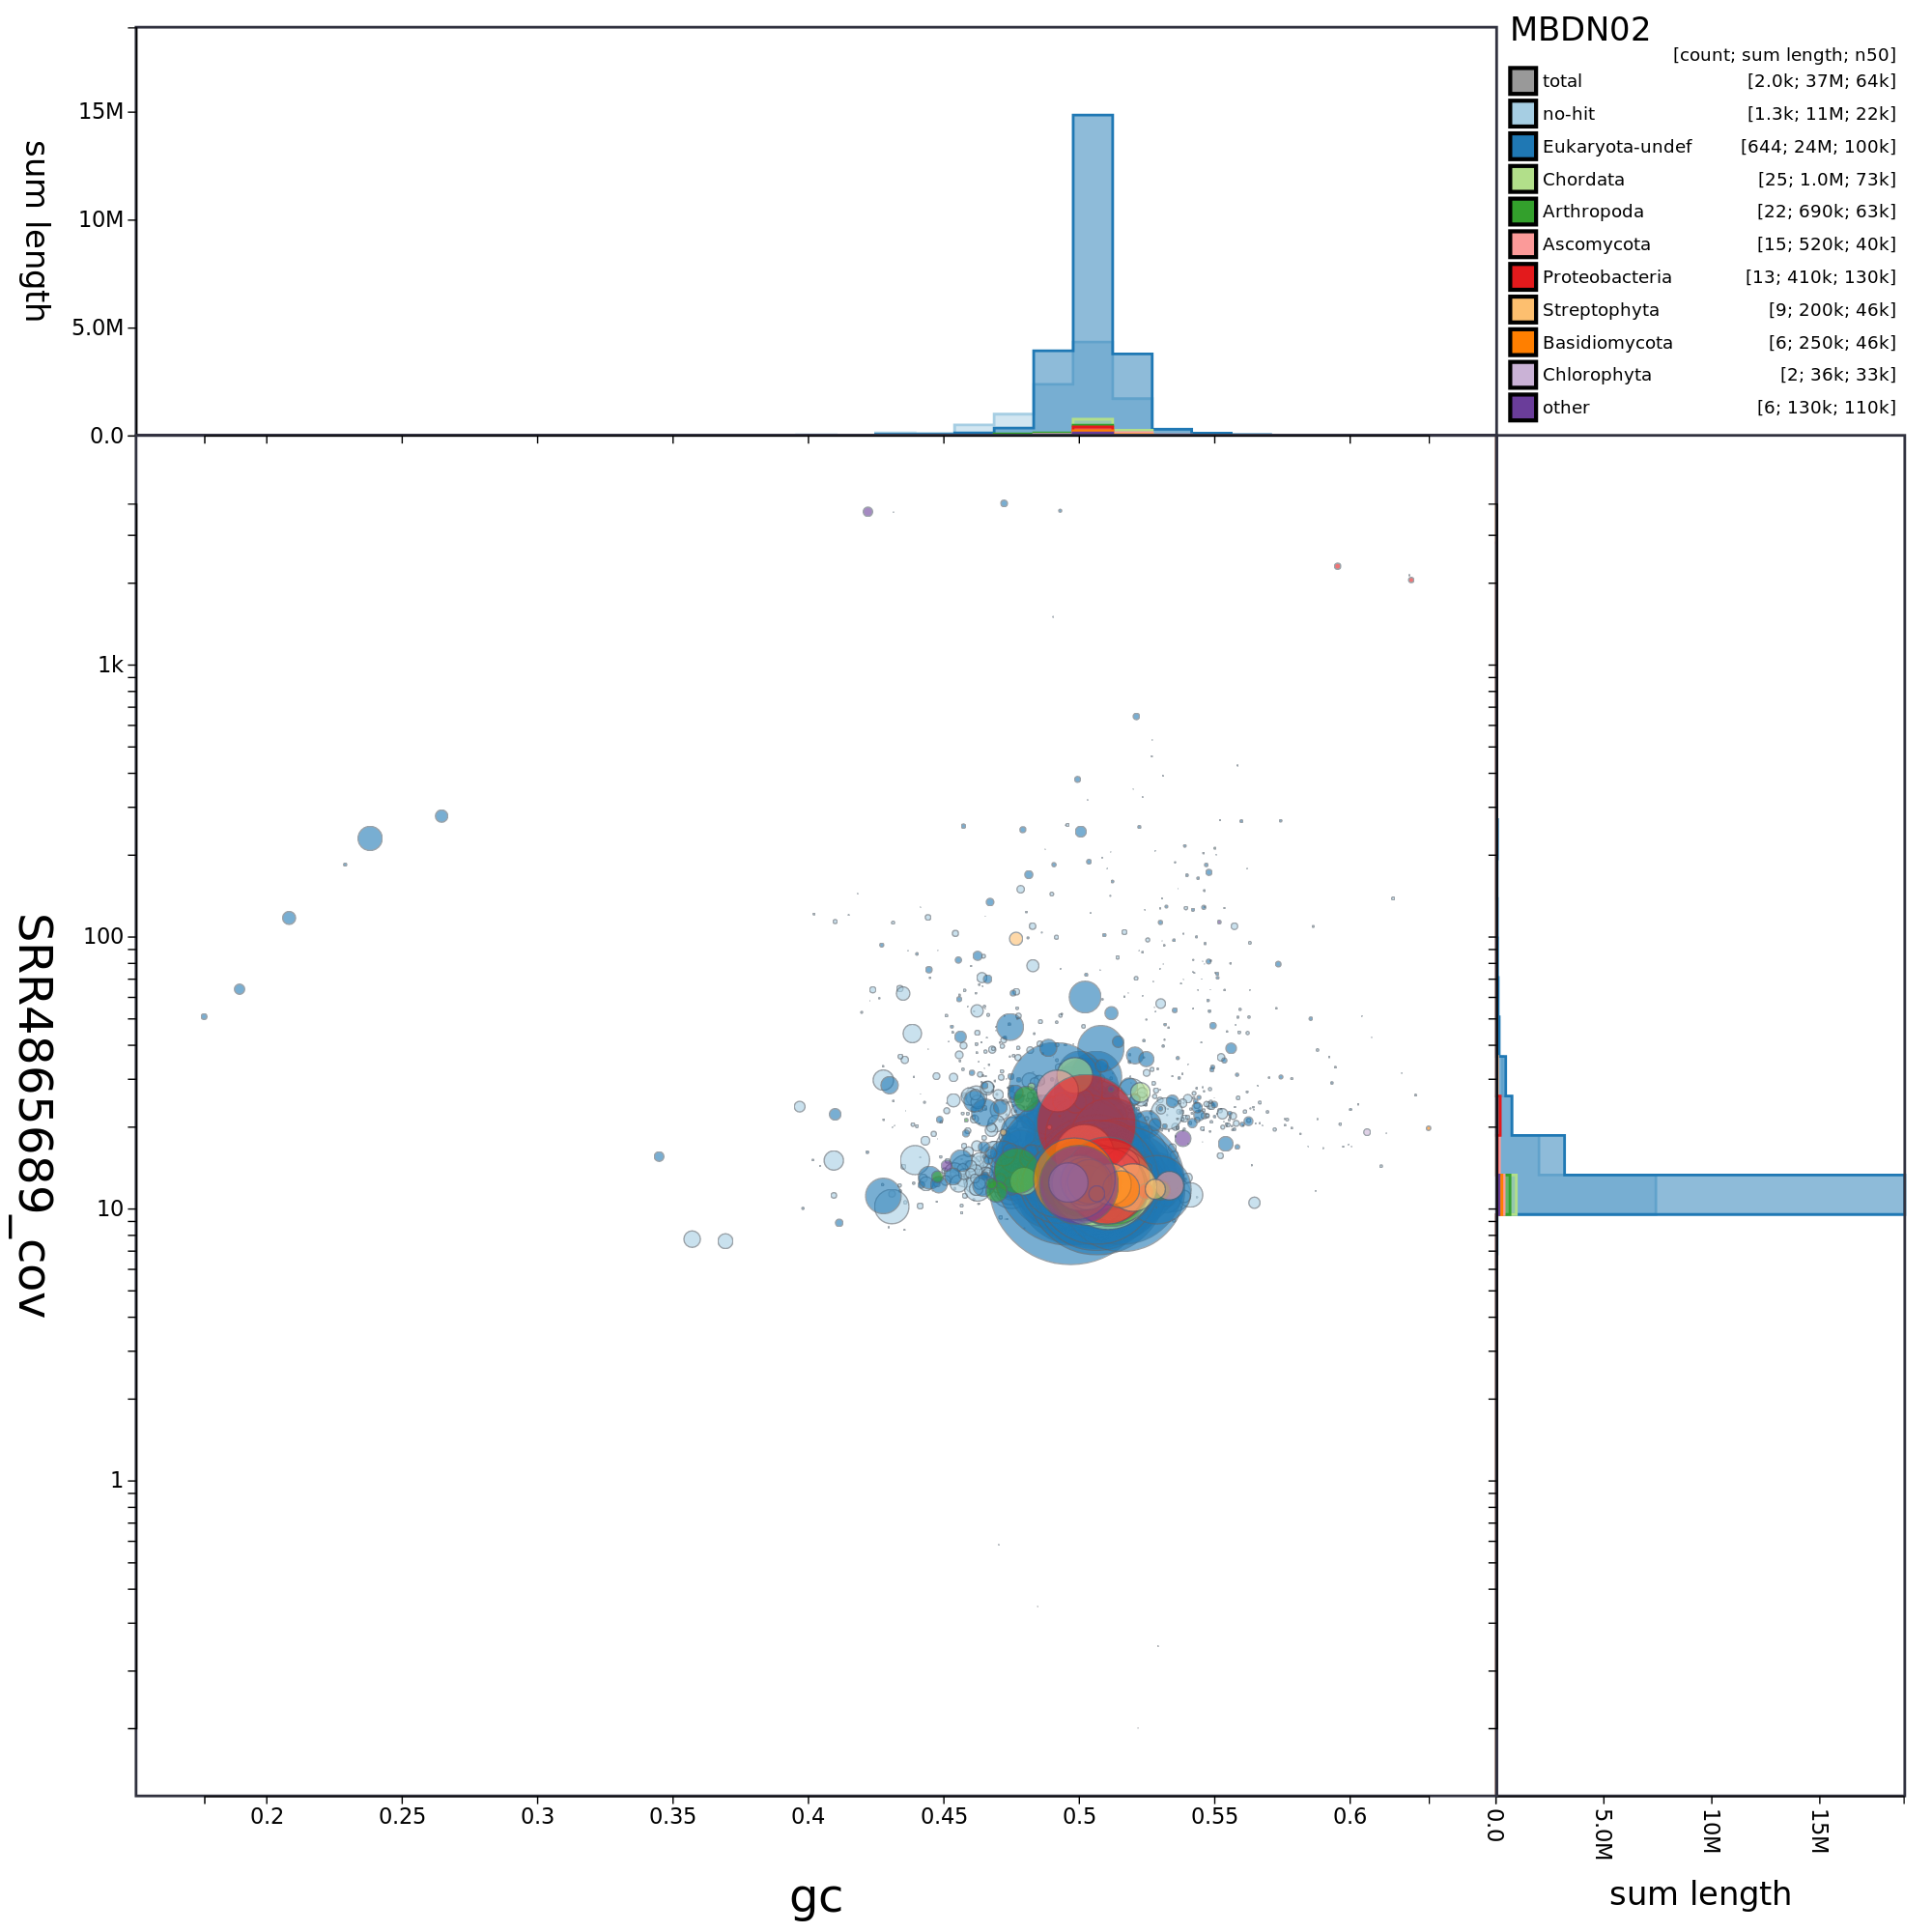 MBDN02
[count; sum length; n50]
total [2.0k; 37M; 64k]
no-hit [1.3k; 11M; 22k]
Eukaryota-undef [644; 24M; 100k]
Chordata [25; 1.0M; 73k]
Arthropoda [22; 690k; 63k]
Ascomycota [15; 520k; 40k]
Proteobacteria [13; 410k; 130k]
Streptophyta [9; 200k; 46k]
Basidiomycota [6; 250k; 46k]
Chlorophyta [2; 36k; 33k]
other [6; 130k; 110k]
sum length
15M
10M
5.0M
0.0
SRR4865689_cov
1k
100
10
1
0.2 0.25 0.3 0.35 0.4 0.45 0.5 0.55 0.6
gc
0.0 5.0M 10M 15M
sum length